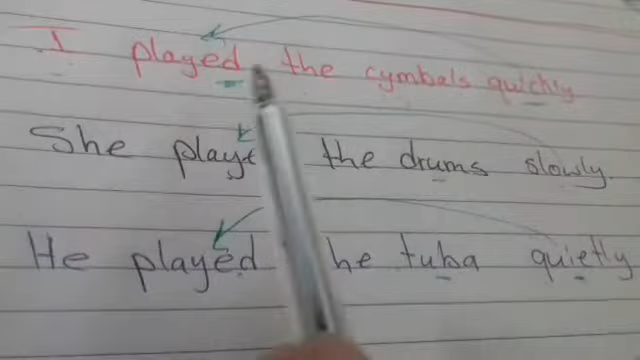 I played the cymbals quickly
She the drums slowly.
He played tuba quietly